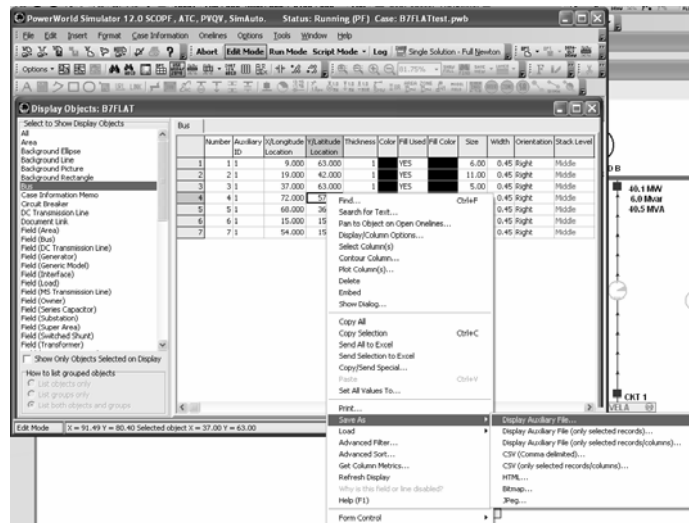 PowerWorld Simulator 12.0 SCOPF, ATC, PVQV, SimAuto. Status: Running (PF) Case: B7FLATtest.pwb
File Edit Insert Format Case Information Onelines Options Tools Window Help
Abort Edit Mode Run Mode Script Mode Log Single Solution - Full Newton
Options 81.75%
Display Objects: B7FLAT
Select to Show Display Objects
All
Area
Background Ellipse
Background Line
Background Picture
Background Rectangle
Bus
Case Information Memo
Circuit Breaker
DC Transmission Line
Document Link
Field (Area)
Field (Bus)
Field (DC Transmission Line)
Field (Generator)
Field (Generic Model)
Field (Interface)
Field (Load)
Field (MS Transmission Line)
Field (Owner)
Field (Series Capacitor)
Field (Substation)
Field (Super Area)
Field (Switched Shunt)
Field (Transformer)
Show Only Objects Selected on Display
How to list grouped objects
List objects only
List groups only
List both objects and groups
Bus
Number Auxiliary ID X/Longitude Location Y/Latitude Location Thickness Color Fill Used Fill Color Size Width Orientation Stack Level
1 1 1 9.000 63.000 1 YES 6.00 0.45 Right Middle
2 2 1 19.000 42.000 1 YES 11.00 0.45 Right Middle
3 3 1 37.000 63.000 1 YES 5.00 0.45 Right Middle
4 4 1 72.000 57 0.45 Right Middle
5 5 1 68.000 36 0.45 Right Middle
6 6 1 15.000 15 0.45 Right Middle
7 7 1 54.000 15 0.45 Right Middle
Find... Ctrl+F
Search for Text...
Pan to Object on Open Onelines...
Display/Column Options...
Select Column(s)
Contour Column...
Plot Column(s)...
Delete
Embed
Show Dialog...
Copy All
Copy Selection Ctrl+C
Send All to Excel
Send Selection to Excel
Copy/Send Special...
Paste Ctrl+V
Set All Values To...
Print...
Save As
Load
Advanced Filter...
Advanced Sort...
Get Column Metrics...
Refresh Display
Why is this field or line disabled?
Help (F1)
Form Control
Display Auxiliary File...
Display Auxiliary File (only selected records)...
Display Auxiliary File (only selected records/columns)...
CSV (Comma delimited)...
CSV (only selected records/columns)...
HTML...
Bitmap...
JPeg...
D B
40.1 MW
6.0 Mvar
40.5 MVA
CKT 1
VELA
Edit Mode X = 91.49 Y = 80.40 Selected object X = 37.00 Y = 63.00